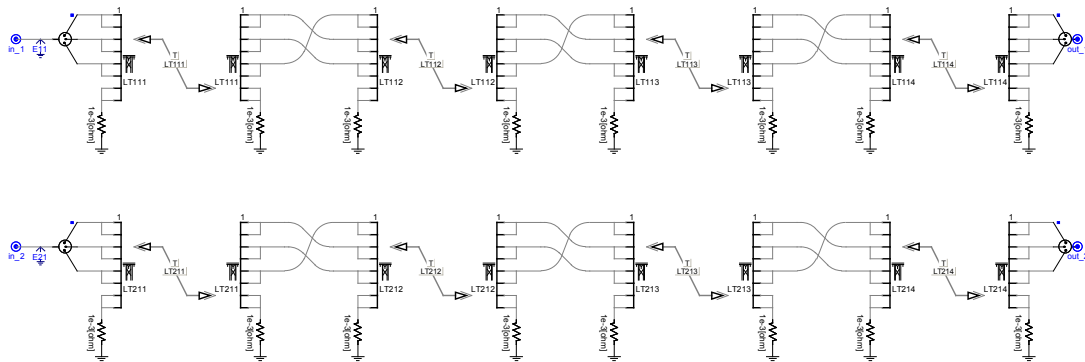 1 1 1 1 1 1 1 1
in_1 E11 T LT111 T LT112 T LT113 T LT114 out_
LT111 LT111 LT112 LT112 LT113 LT113 LT114 LT114
1e-3[ohm] 1e-3[ohm] 1e-3[ohm] 1e-3[ohm] 1e-3[ohm] 1e-3[ohm] 1e-3[ohm] 1e-3[ohm]
1 1 1 1 1 1 1 1
in_2 E21 T LT211 T LT212 T LT213 T LT214 out_2
LT211 LT211 LT212 LT212 LT213 LT213 LT214 LT214
1e-3[ohm] 1e-3[ohm] 1e-3[ohm] 1e-3[ohm] 1e-3[ohm] 1e-3[ohm] 1e-3[ohm] 1e-3[ohm]